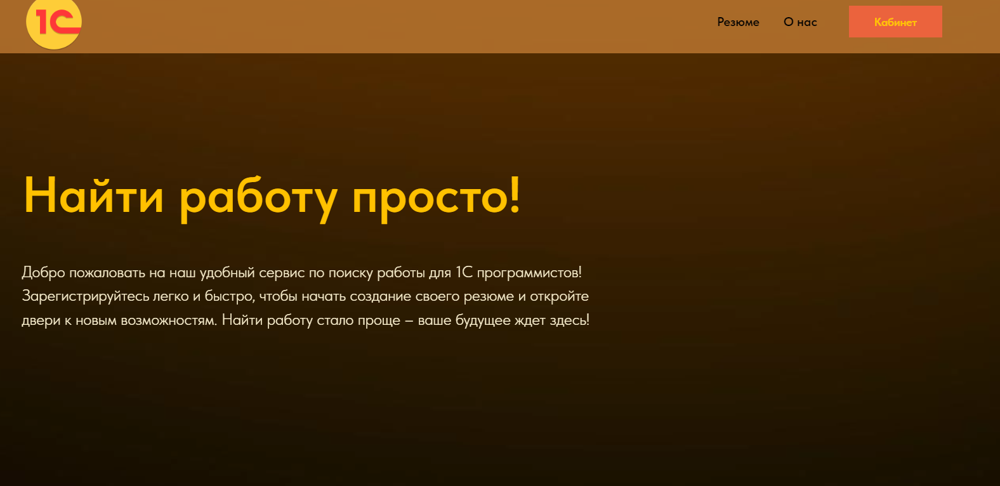 1С
Резюме
О нас
Кабинет
Найти работу просто!
Добро пожаловать на наш удобный сервис по поиску работы для 1С программистов!
Зарегистрируйтесь легко и быстро, чтобы начать создание своего резюме и откройте
двери к новым возможностям. Найти работу стало проще – ваше будущее ждет здесь!